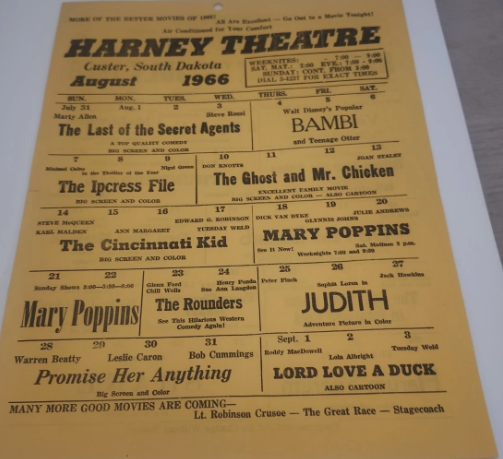 MORE OF THE BETTER MOVIES OF 1966!
All Are Excellent — Go Out to a Movie Tonight!
Air Conditioned for Your Comfort
HARNEY THEATRE
Custer, South Dakota
August 1966
WEEKNITES: 7:00 - 9:00
SAT. MAT.: 2:00 EVE.: 7:00 - 9:00
SUNDAY: CONT. FROM 3:00
DIAL 3-4227 FOR EXACT TIMES
SUN. MON. TUES. WED. THURS. FRI. SAT.
July 31 Aug. 1 2 3
Marty Allen Steve Rossi
The Last of the Secret Agents
A TOP QUALITY COMEDY
BIG SCREEN AND COLOR
4 5 6
Walt Disney's Popular
BAMBI
and Teenage Otter
7 8 9
Michael Caine Nigel Green
in the Thriller of the Year
The Ipcress File
BIG SCREEN AND COLOR
10 11 12 13
DON KNOTTS JOAN STALEY
The Ghost and Mr. Chicken
EXCELLENT FAMILY MOVIE
BIG SCREEN AND COLOR — ALSO CARTOON
14 15 16 17
STEVE McQUEEN EDWARD G. ROBINSON
KARL MALDEN ANN MARGARET TUESDAY WELD
The Cincinnati Kid
BIG SCREEN AND COLOR
18 19 20
DICK VAN DYKE JULIE ANDREWS
GLYNNIS JOHNS
MARY POPPINS
See It Now! Sat. Matinee 2 p.m.
Weeknights 7:00 and 9:30
21 22
Sunday Shows 3:00—5:30—8:00
Mary Poppins
23 24
Glenn Ford Henry Fonda
Chill Wills Sue Ann Langdon
The Rounders
See This Hilarious Western
Comedy Again!
25 26 27
Peter Finch Jack Hawkins
Sophia Loren is
JUDITH
Adventure Picture in Color
28 29 30 31
Warren Beatty Leslie Caron Bob Cummings
Promise Her Anything
Big Screen and Color
Sept. 1 2 3
Roddy MacDowell Tuesday Weld
Lola Albright
LORD LOVE A DUCK
ALSO CARTOON
MANY MORE GOOD MOVIES ARE COMING—
Lt. Robinson Crusoe — The Great Race — Stagecoach